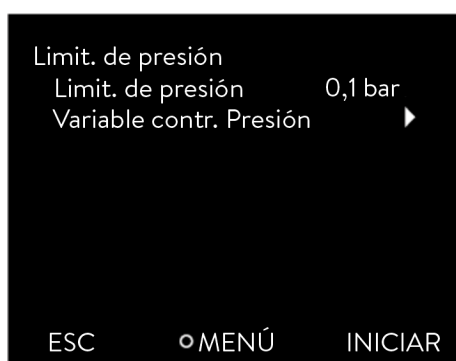 Limit. de presión
Limit. de presión 0,1 bar
Variable contr. Presión
ESC MENÚ INICIAR